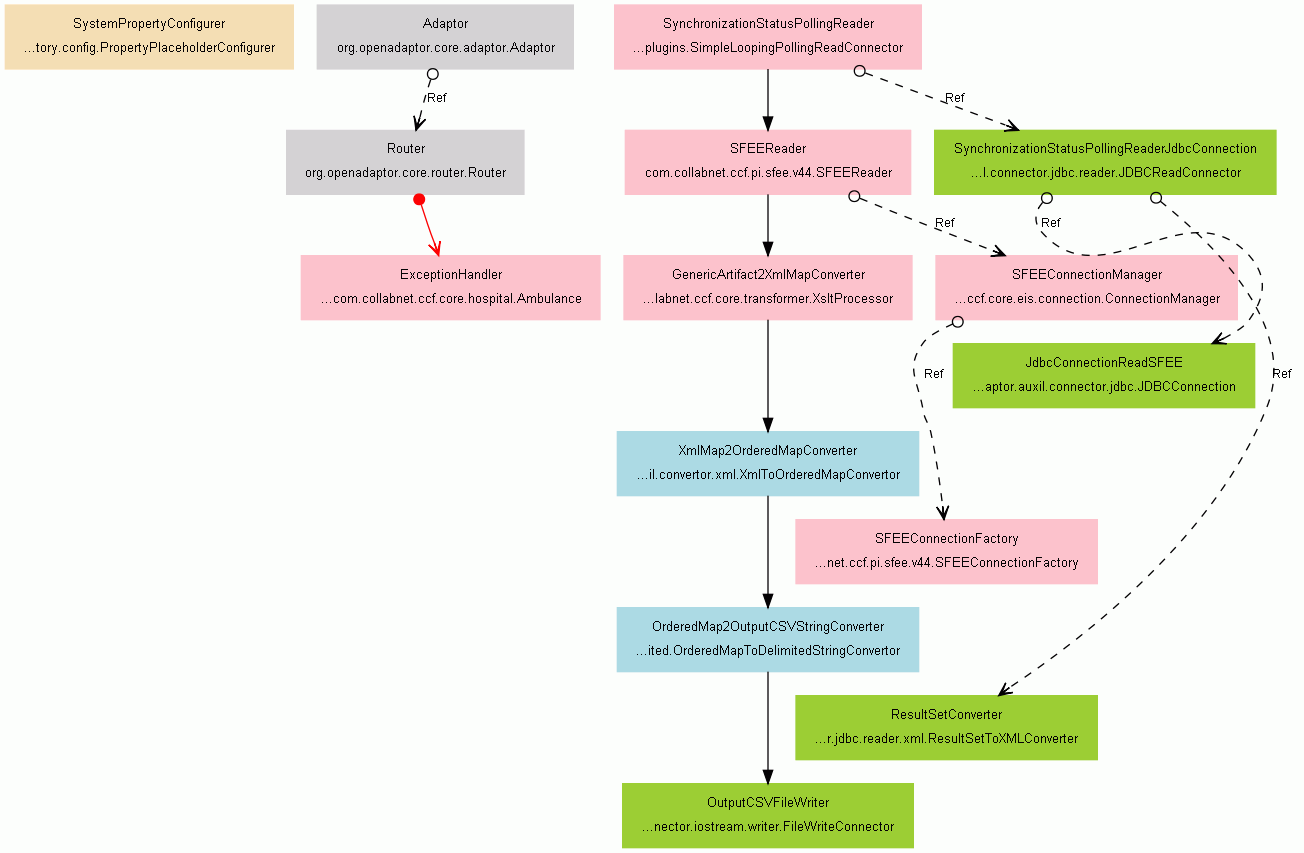 SystemPropertyConfigurer
...tory.config.PropertyPlaceholderConfigurer
Adaptor
org.openadaptor.core.adaptor.Adaptor
SynchronizationStatusPollingReader
...plugins.SimpleLoopingPollingReadConnector
Ref
Ref
Router
org.openadaptor.core.router.Router
SFEEReader
com.collabnet.ccf.pi.sfee.v44.SFEEReader
SynchronizationStatusPollingReaderJdbcConnection
...l.connector.jdbc.reader.JDBCReadConnector
Ref
Ref
ExceptionHandler
...com.collabnet.ccf.core.hospital.Ambulance
GenericArtifact2XmlMapConverter
...labnet.ccf.core.transformer.XsltProcessor
SFEEConnectionManager
...ccf.core.eis.connection.ConnectionManager
JdbcConnectionReadSFEE
...aptor.auxil.connector.jdbc.JDBCConnection
Ref
Ref
XmlMap2OrderedMapConverter
...il.convertor.xml.XmlToOrderedMapConvertor
SFEEConnectionFactory
...net.ccf.pi.sfee.v44.SFEEConnectionFactory
OrderedMap2OutputCSVStringConverter
...ited.OrderedMapToDelimitedStringConvertor
ResultSetConverter
...r.jdbc.reader.xml.ResultSetToXMLConverter
OutputCSVFileWriter
...nector.iostream.writer.FileWriteConnector